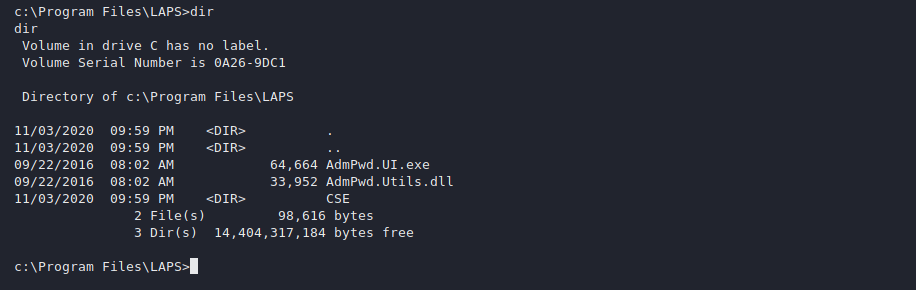 c:\Program Files\LAPS>dir
dir
 Volume in drive C has no label.
 Volume Serial Number is 0A26-9DC1

 Directory of c:\Program Files\LAPS

11/03/2020  09:59 PM    <DIR>          .
11/03/2020  09:59 PM    <DIR>          ..
09/22/2016  08:02 AM            64,664 AdmPwd.UI.exe
09/22/2016  08:02 AM            33,952 AdmPwd.Utils.dll
11/03/2020  09:59 PM    <DIR>          CSE
               2 File(s)         98,616 bytes
               3 Dir(s)  14,404,317,184 bytes free

c:\Program Files\LAPS>